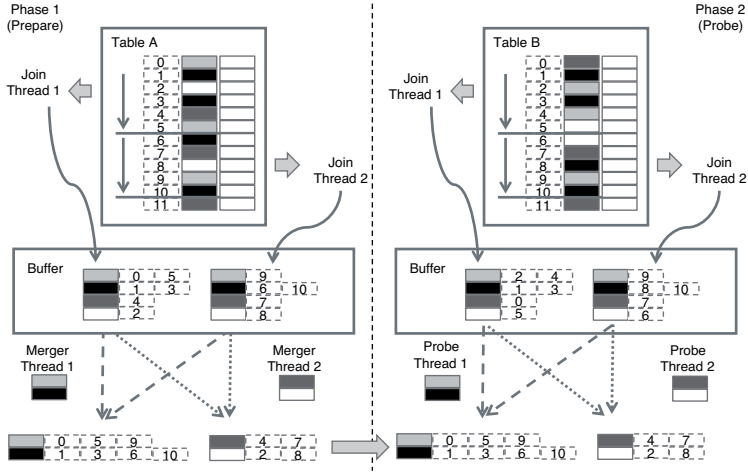 Phase 1
(Prepare)
Phase 2
(Probe)
Table A
0
1
2
3
4
5
6
7
8
9
10
11
Join
Thread 1
Join
Thread 2
Table B
0
1
2
3
4
5
6
7
8
9
10
11
Join
Thread 1
Join
Thread 2
Buffer
0 5
1 3
4
2
9
6 10
7
8
Buffer
2 4
1 3
0
5
9
8 10
7
6
Merger
Thread 1
Merger
Thread 2
Probe
Thread 1
Probe
Thread 2
0 5 9
1 3 6 10
4 7
2 8
0 5 9
1 3 6 10
4 7
2 8